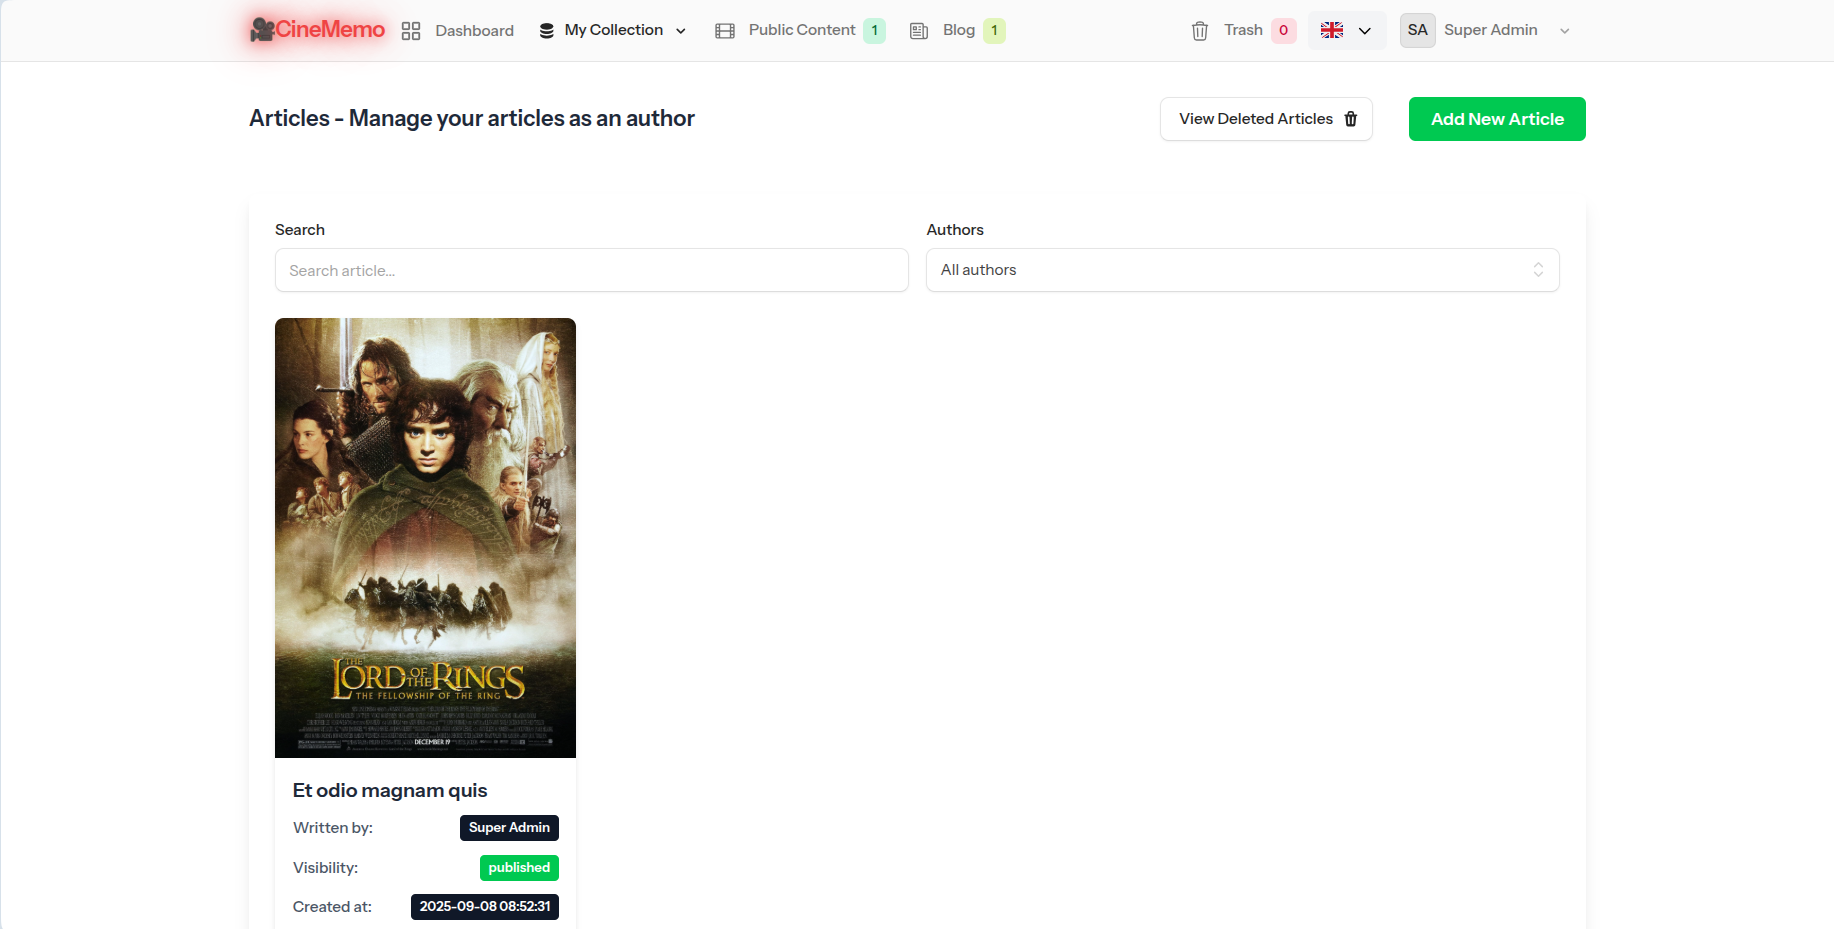 CineMemo
Dashboard
My Collection
Public Content 1
Blog 1
Trash 0
SA Super Admin
Articles - Manage your articles as an author
View Deleted Articles
Add New Article
Search
Authors
Search article...
All authors
THE
LORD OF THE RINGS
THE FELLOWSHIP OF THE RING
DECEMBER 19
Et odio magnam quis
Written by: Super Admin
Visibility: published
Created at: 2025-09-08 08:52:31